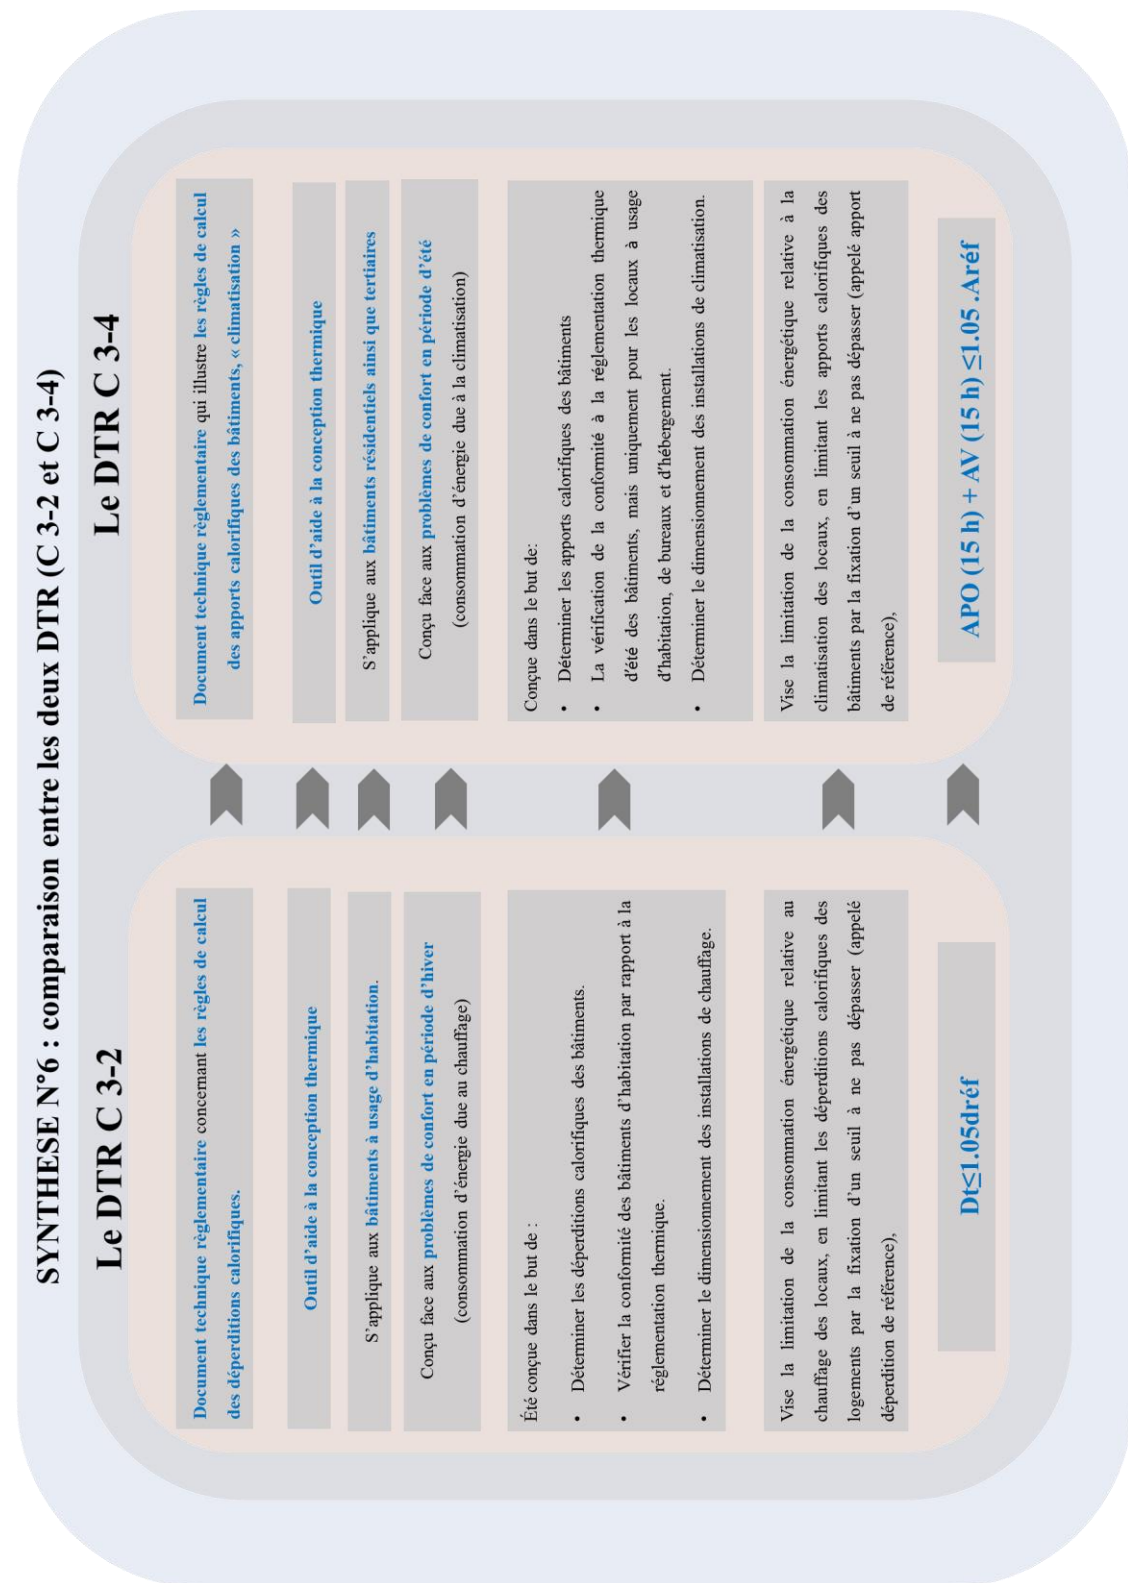 SYNTHESE N°6 : comparaison entre les deux DTR (C 3-2 et C 3-4)
Le DTR C 3-2
Document technique règlementaire concernant les règles de calcul
des déperditions calorifiques.
Outil d’aide à la conception thermique
S’applique aux bâtiments à usage d’habitation.
Conçu face aux problèmes de confort en période d’hiver
(consommation d’énergie due au chauffage)
Été conçue dans le but de :
• Déterminer les déperditions calorifiques des bâtiments.
• Vérifier la conformité des bâtiments d’habitation par rapport à la
réglementation thermique.
• Déterminer le dimensionnement des installations de chauffage.
Vise la limitation de la consommation énergétique relative au
chauffage des locaux, en limitant les déperditions calorifiques des
logements par la fixation d’un seuil à ne pas dépasser (appelé
déperdition de référence),
Dt≤1.05dréf
Le DTR C 3-4
Document technique règlementaire qui illustre les règles de calcul
des apports calorifiques des bâtiments, « climatisation »
Outil d’aide à la conception thermique
S’applique aux bâtiments résidentiels ainsi que tertiaires
Conçu face aux problèmes de confort en période d’été
(consommation d’énergie due à la climatisation)
Conçue dans le but de:
• Déterminer les apports calorifiques des bâtiments
• La vérification de la conformité à la réglementation thermique
d'été des bâtiments, mais uniquement pour les locaux à usage
d'habitation, de bureaux et d'hébergement.
• Déterminer le dimensionnement des installations de climatisation.
Vise la limitation de la consommation énergétique relative à la
climatisation des locaux, en limitant les apports calorifiques des
bâtiments par la fixation d’un seuil à ne pas dépasser (appelé apport
de référence),
APO (15 h) + AV (15 h) ≤1.05 .Aréf